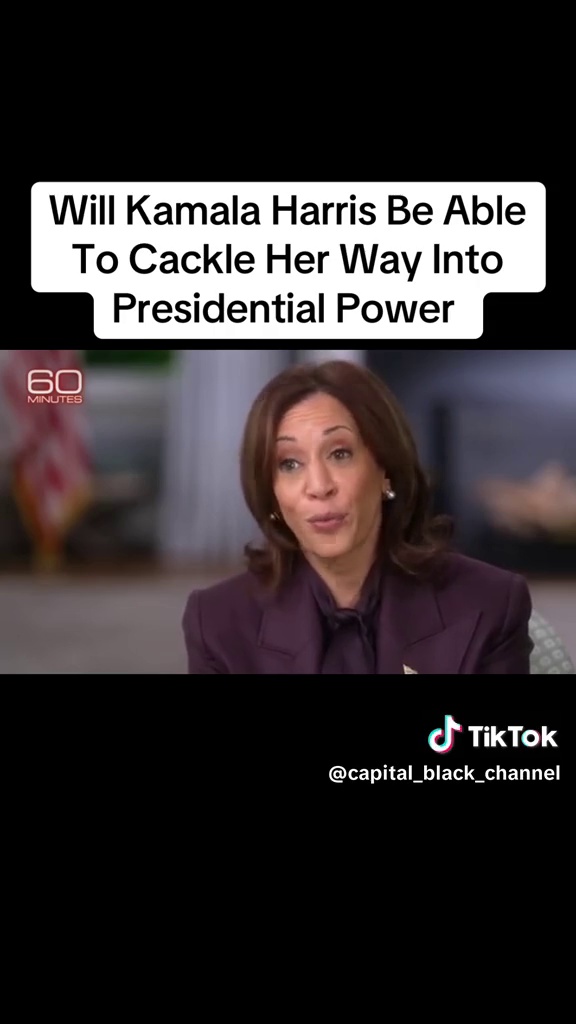 Will Kamala Harris Be Able
To Cackle Her Way Into
Presidential Power
60
MINUTES
TikTok
@capital_black_channel